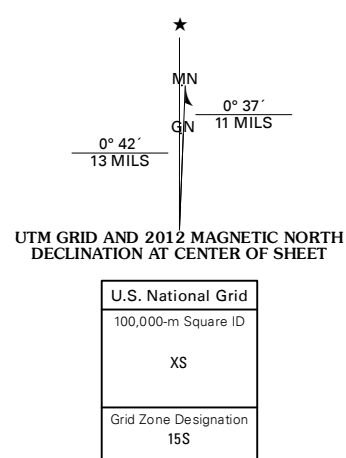 ★
MN
0° 37´
11 MILS
GN
0° 42´
13 MILS
UTM GRID AND 2012 MAGNETIC NORTH
DECLINATION AT CENTER OF SHEET
U.S. National Grid
100,000-m Square ID
XS
Grid Zone Designation
15S